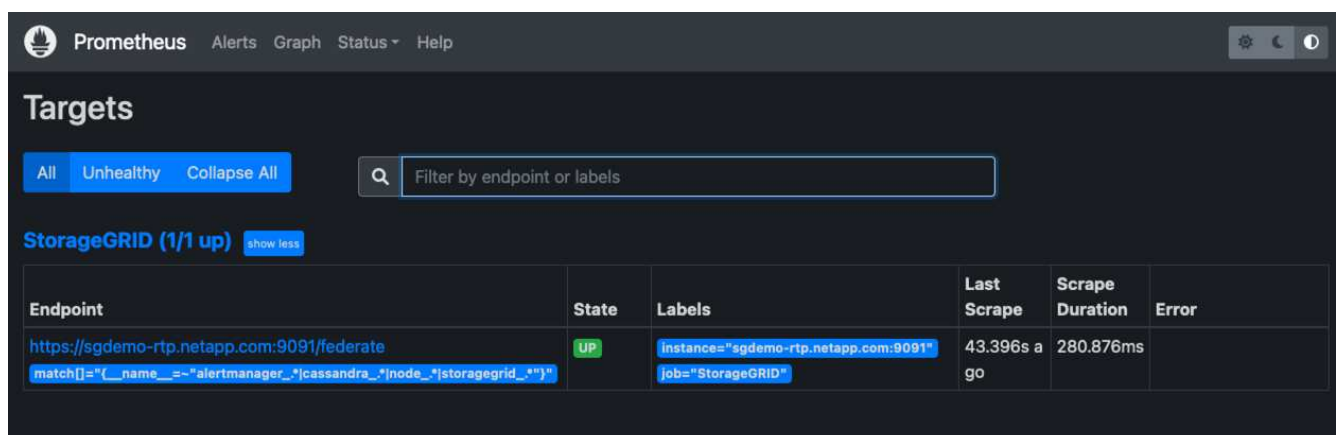 Prometheus Alerts Graph Status Help
Targets
All Unhealthy Collapse All Filter by endpoint or labels
StorageGRID (1/1 up) show less
Endpoint State Labels Last Scrape Scrape Duration Error
https://sgdemo-rtp.netapp.com:9091/federate UP instance="sgdemo-rtp.netapp.com:9091" 43.396s a 280.876ms
match[]="{__name__=~"alertmanager_.*|cassandra_.*|node_.*|storagegrid_.*"}" job="StorageGRID" go